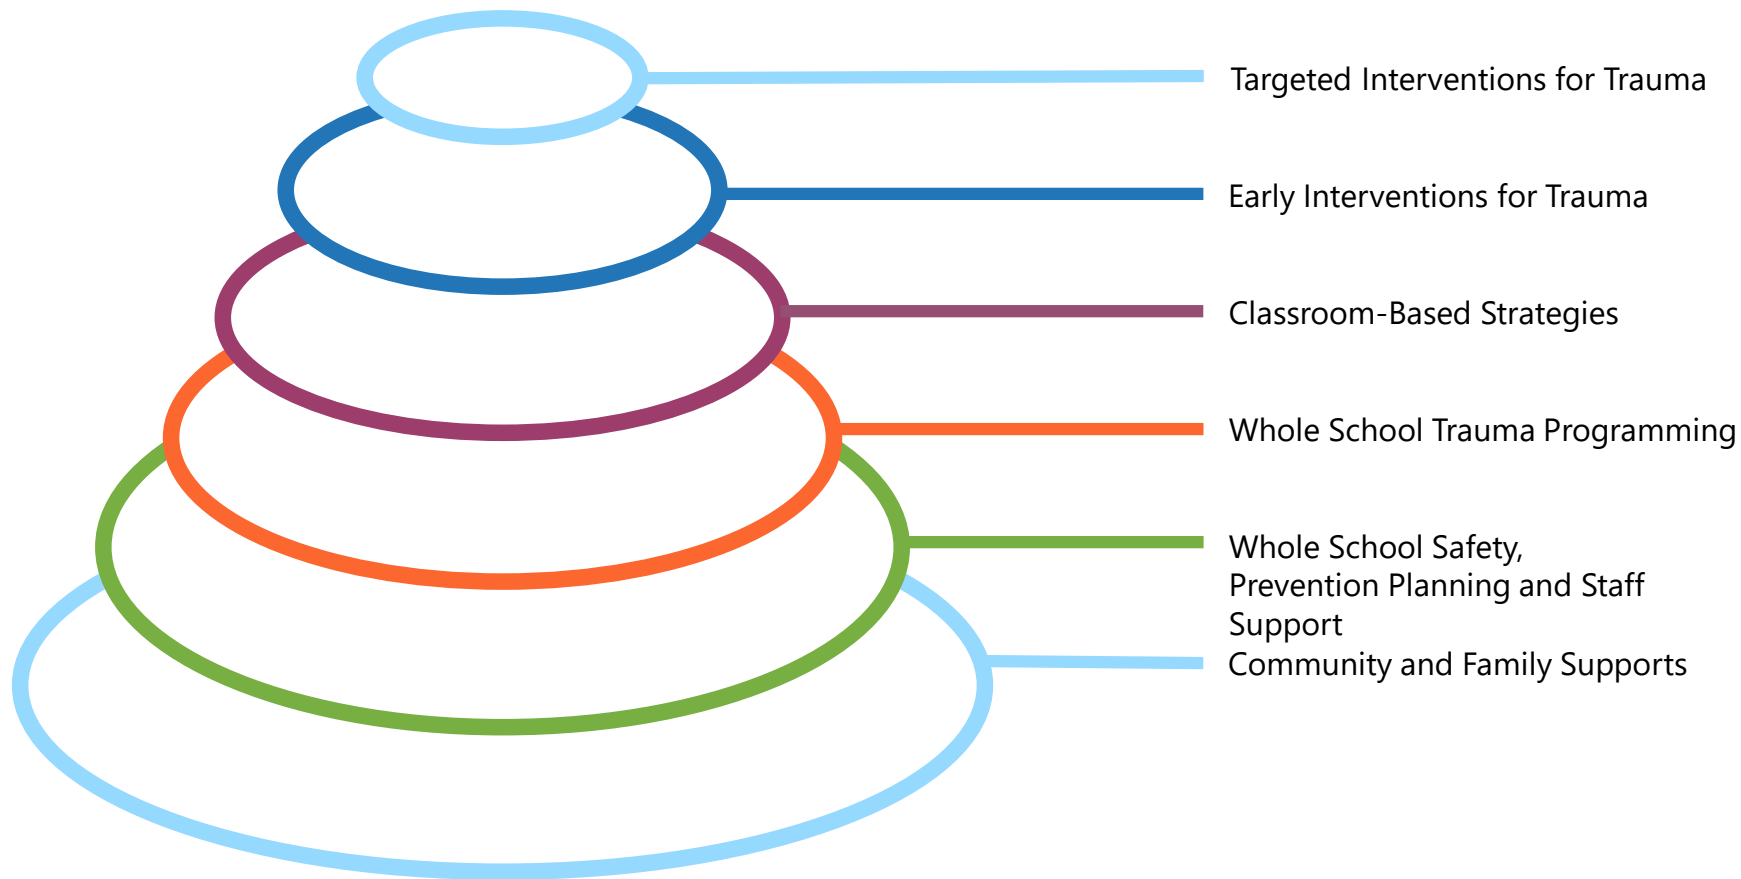 Targeted Interventions for Trauma
Early Interventions for Trauma
Classroom-Based Strategies
Whole School Trauma Programming
Whole School Safety,
Prevention Planning and Staff
Support
Community and Family Supports